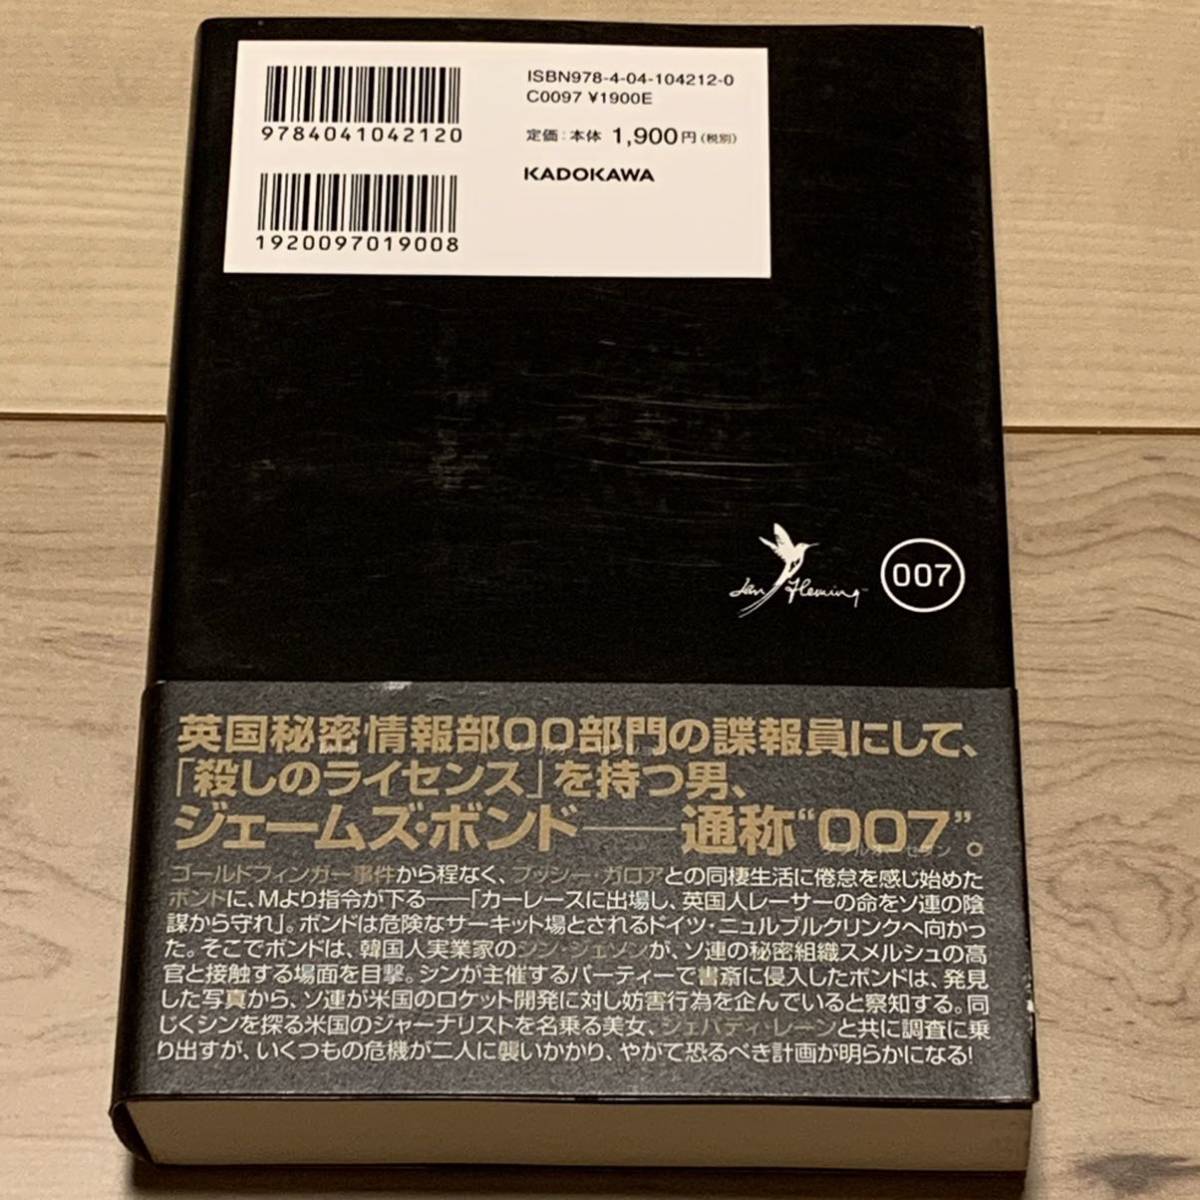 9784041042120
1920097019008
ISBN978-4-04-104212-0
C0097 ¥1900E
定価：本体 1,900円（税別）
KADOKAWA
Ian Fleming
007
英国秘密情報部00部門の諜報員にして、
「殺しのライセンス」を持つ男、
ジェームズ・ボンド──通称“007”。
ゴールドフィンガー事件から程なく、プッシー・ガロアとの同棲生活に倦怠を感じ始めた
ボンドに、Mより指令が下る──「カーレースに出場し、英国人レーサーの命をソ連の陰
謀から守れ」。ボンドは危険なサーキット場とされるドイツ・ニュルブルクリンクへ向かっ
た。そこでボンドは、韓国人実業家のシン・ジェソンが、ソ連の秘密組織スメルシュの高
官と接触する場面を目撃。シンが主催するパーティーで書斎に侵入したボンドは、発見
した写真から、ソ連が米国のロケット開発に対し妨害行為を企んでいると察知する。同
じくシンを探る米国のジャーナリストを名乗る美女、ジェパディ・レーンと共に調査に乗
り出すが、いくつもの危機が二人に襲いかかり、やがて恐るべき計画が明らかになる!